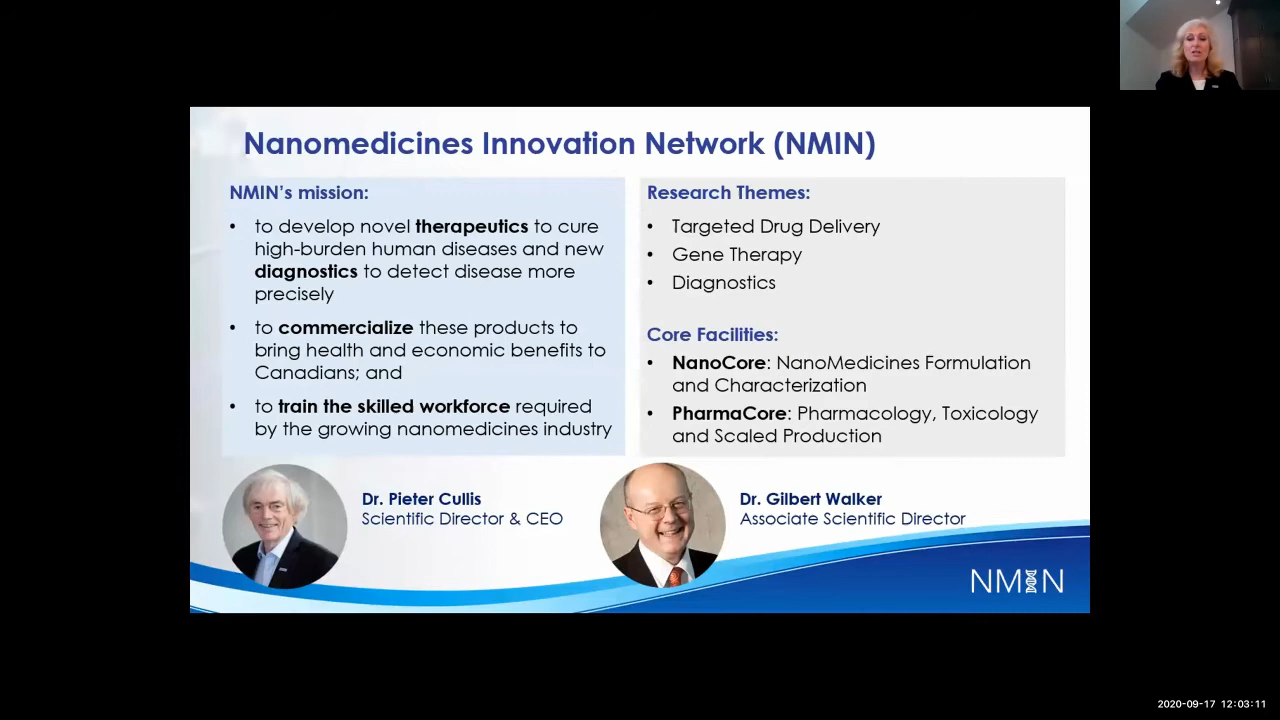 Nanomedicines Innovation Network (NMIN)
NMIN's mission:
• to develop novel therapeutics to cure
high-burden human diseases and new
diagnostics to detect disease more
precisely
• to commercialize these products to
bring health and economic benefits to
Canadians; and
• to train the skilled workforce required
by the growing nanomedicines industry
Research Themes:
• Targeted Drug Delivery
• Gene Therapy
• Diagnostics
Core Facilities:
• NanoCore: NanoMedicines Formulation
and Characterization
• PharmaCore: Pharmacology, Toxicology
and Scaled Production
Dr. Pieter Cullis
Scientific Director & CEO
Dr. Gilbert Walker
Associate Scientific Director
NMIN
2020-09-17 12:03:11